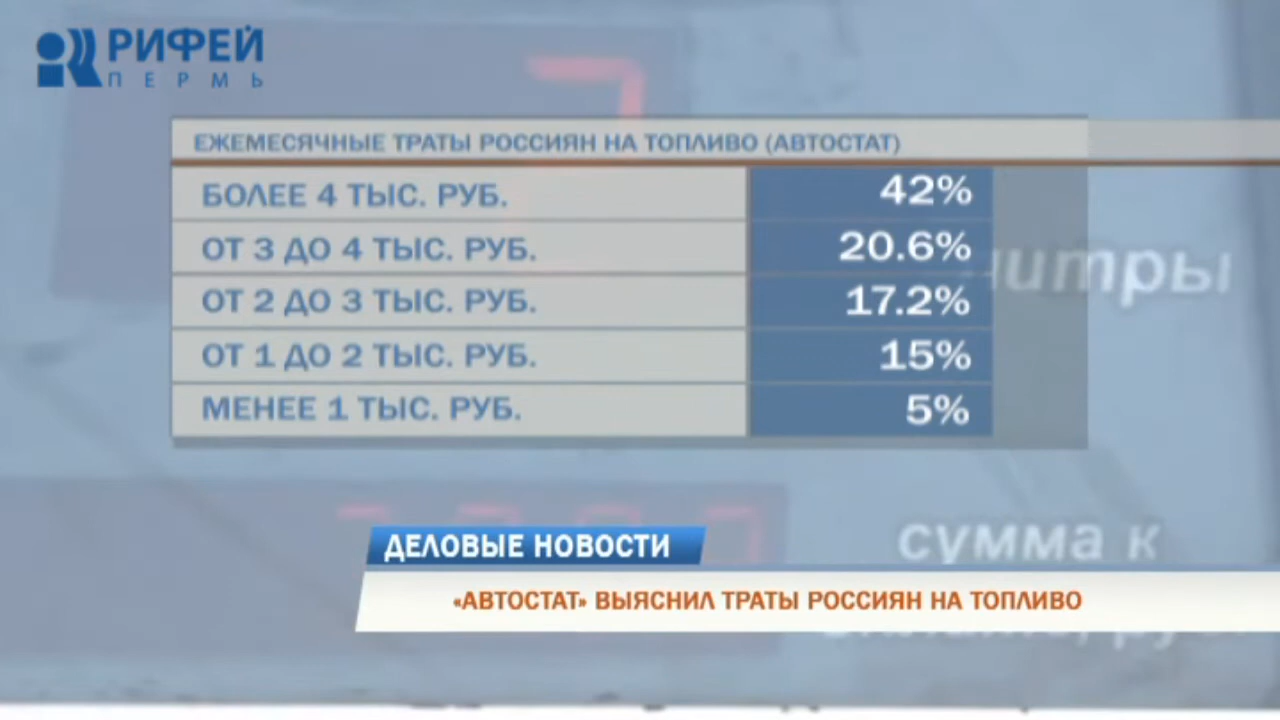 РИФЕЙ
ПЕРМЬ
ЕЖЕМЕСЯЧНЫЕ ТРАТЫ РОССИЯН НА ТОПЛИВО (АВТОСТАТ)
БОЛЕЕ 4 ТЫС. РУБ. 42%
ОТ 3 ДО 4 ТЫС. РУБ. 20.6%
ОТ 2 ДО 3 ТЫС. РУБ. 17.2%
ОТ 1 ДО 2 ТЫС. РУБ. 15%
МЕНЕЕ 1 ТЫС. РУБ. 5%
литры
сумма к
ДЕЛОВЫЕ НОВОСТИ
«АВТОСТАТ» ВЫЯСНИЛ ТРАТЫ РОССИЯН НА ТОПЛИВО